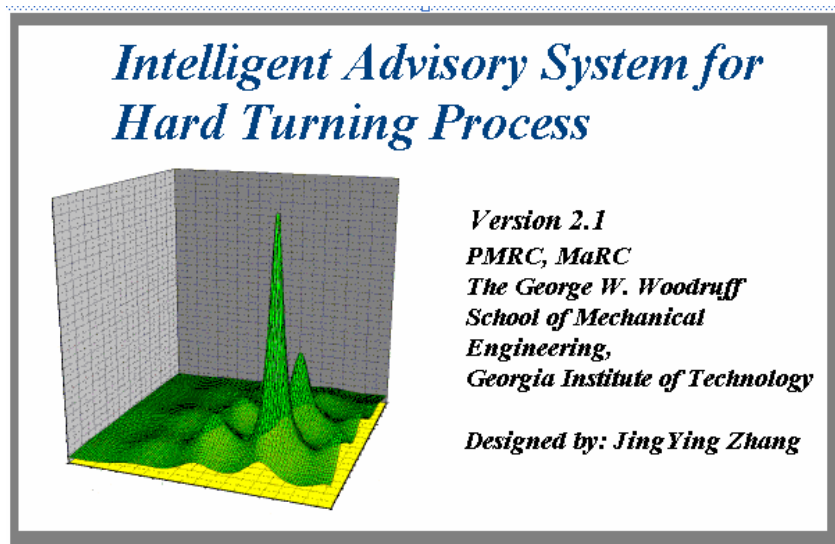 Intelligent Advisory System for
Hard Turning Process
Version 2.1
PMRC, MaRC
The George W. Woodruff
School of Mechanical
Engineering,
Georgia Institute of Technology
Designed by: JingYing Zhang